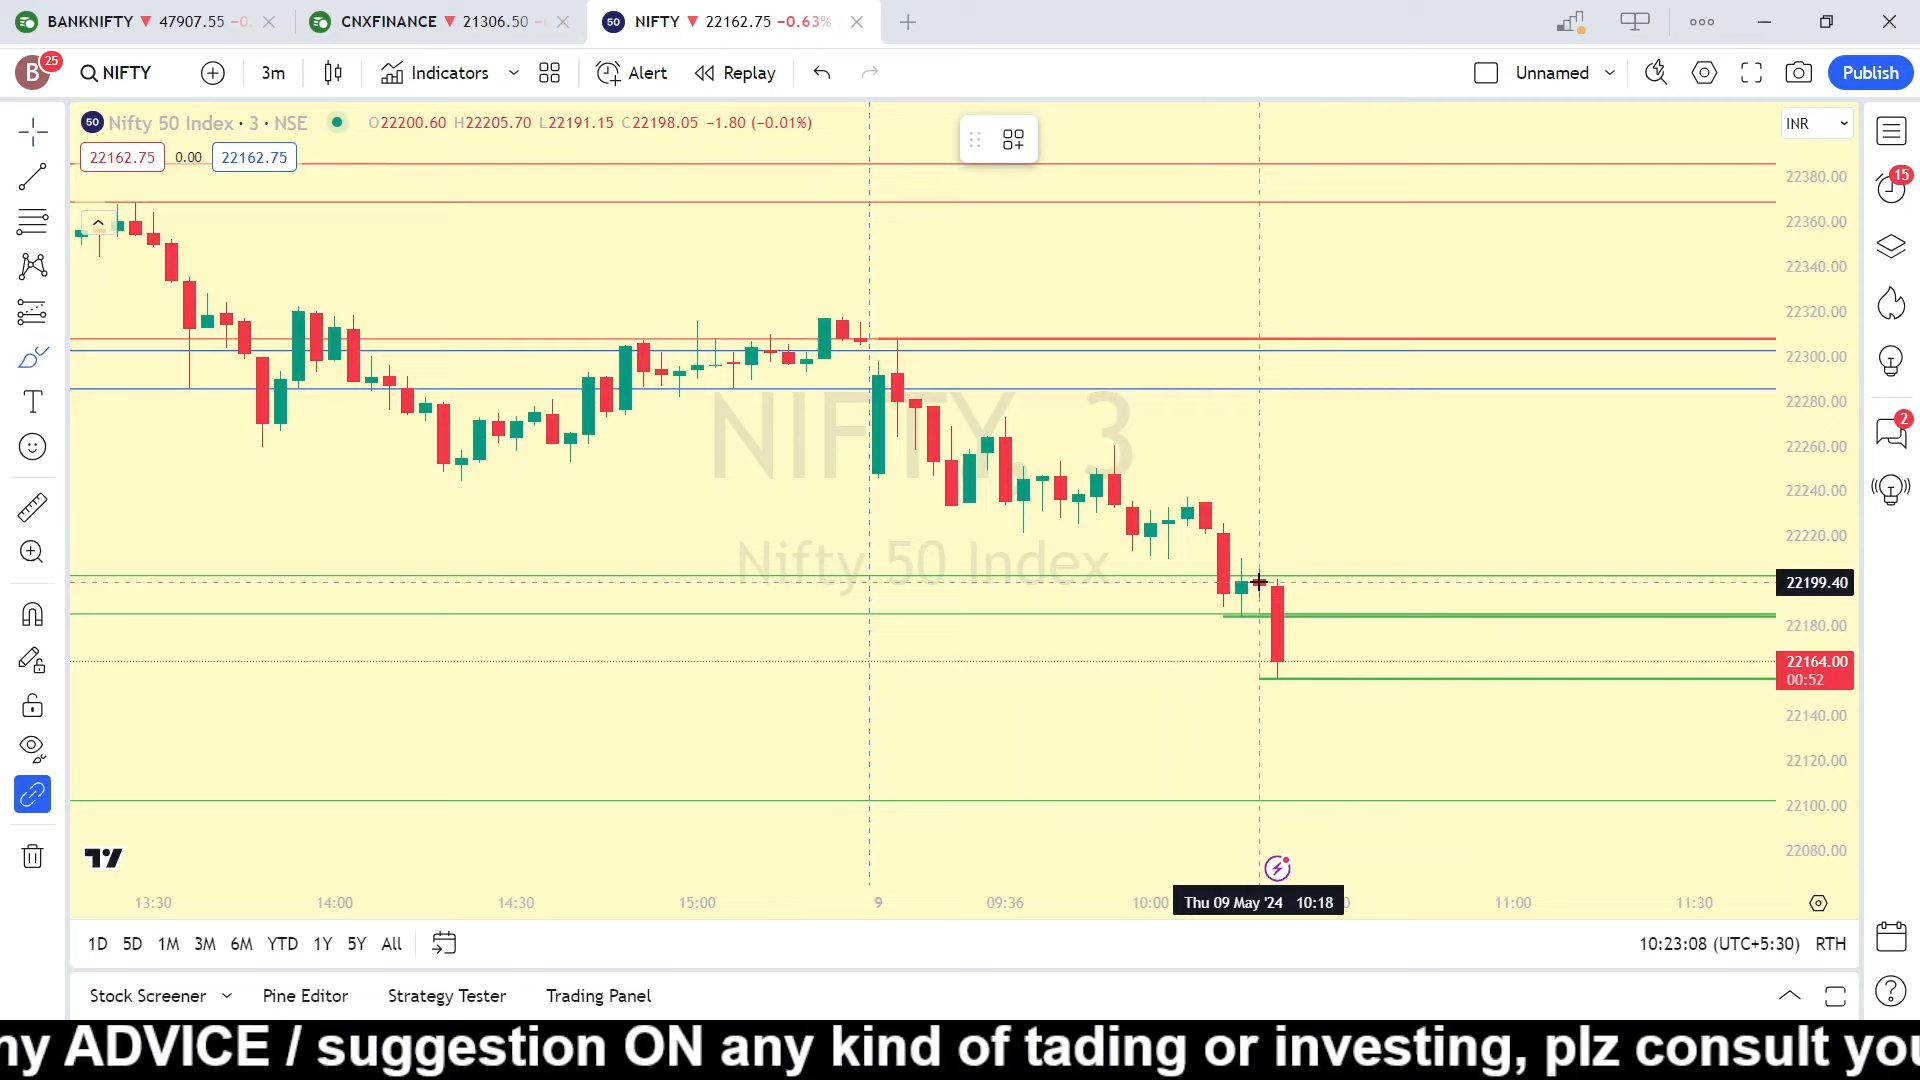 BANKNIFTY ▼ 47907.55 −0
CNXFINANCE ▼ 21306.50 −
50 NIFTY ▼ 22162.75 −0.63%
B 25 NIFTY 3m Indicators Alert Replay Unnamed Publish
50 Nifty 50 Index · 3 · NSE O22200.60 H22205.70 L22191.15 C22198.05 −1.80 (−0.01%)
INR
22162.75 0.00 22162.75
22380.00
22360.00
22340.00
22320.00
22300.00
22280.00
22260.00
22240.00
22220.00
22199.40
22180.00
22164.00
00:52
22140.00
22120.00
22100.00
22080.00
NIFTY, 3
Nifty 50 Index
15
2
13:30 14:00 14:30 15:00 9 09:36 10:00 Thu 09 May '24 10:18 11:00 11:30
1D 5D 1M 3M 6M YTD 1Y 5Y All 10:23:08 (UTC+5:30) RTH
Stock Screener Pine Editor Strategy Tester Trading Panel
ny ADVICE / suggestion ON any kind of tading or investing, plz consult you